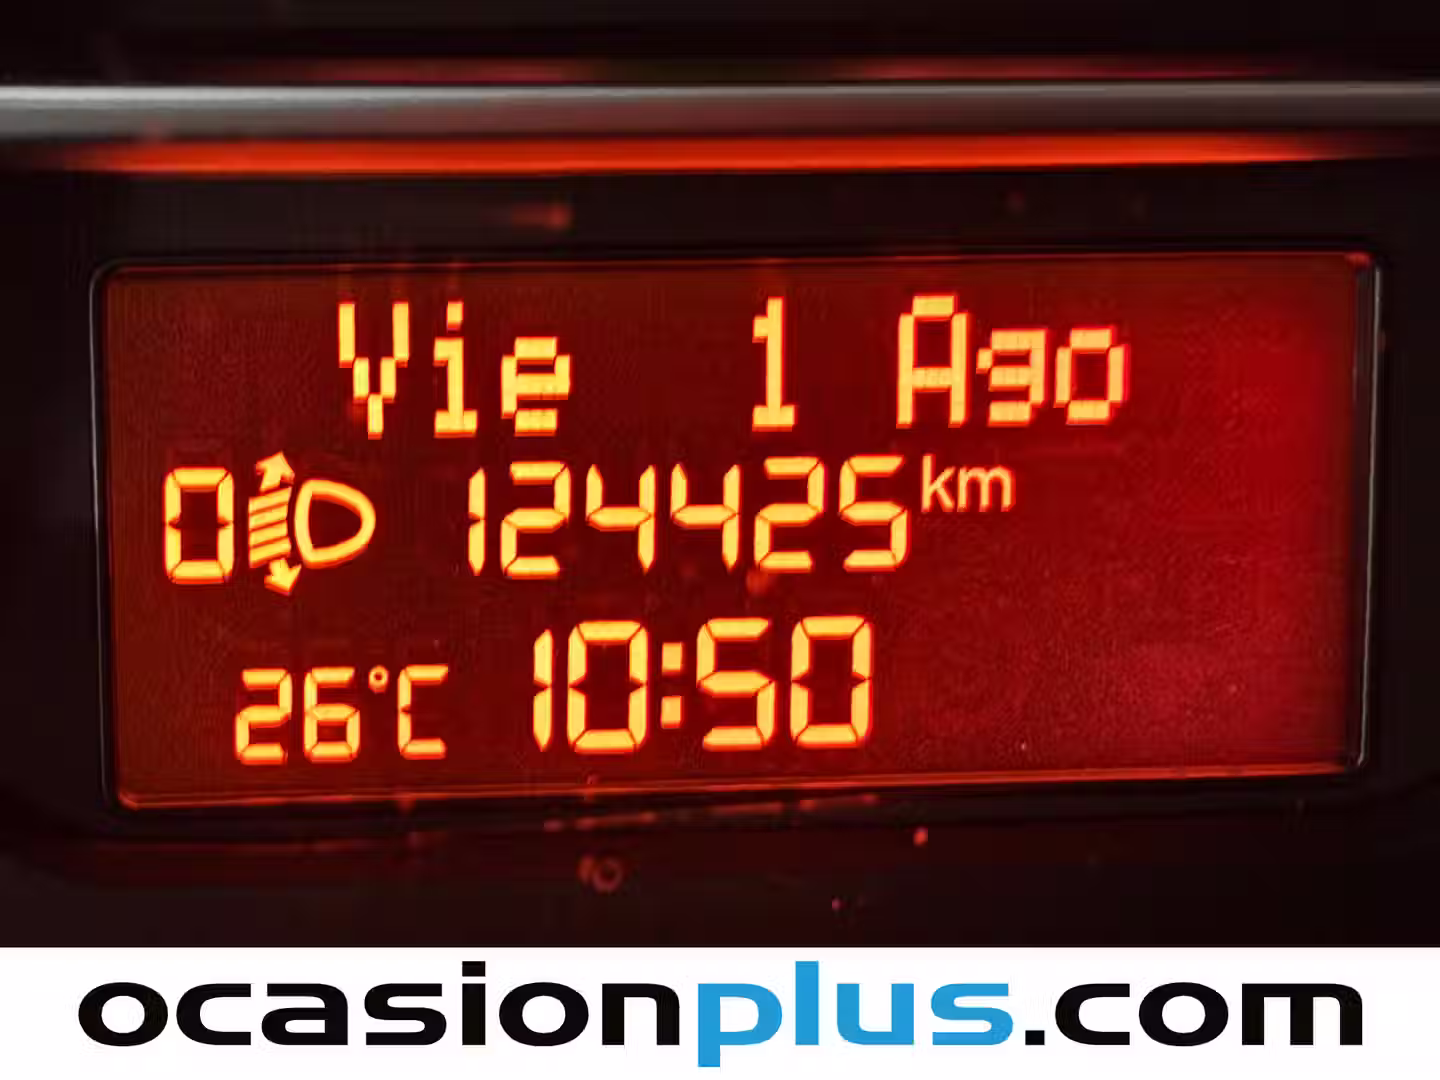 Vie 1 Ago
0 124425 km
26°C 10:50
ocasionplus.com